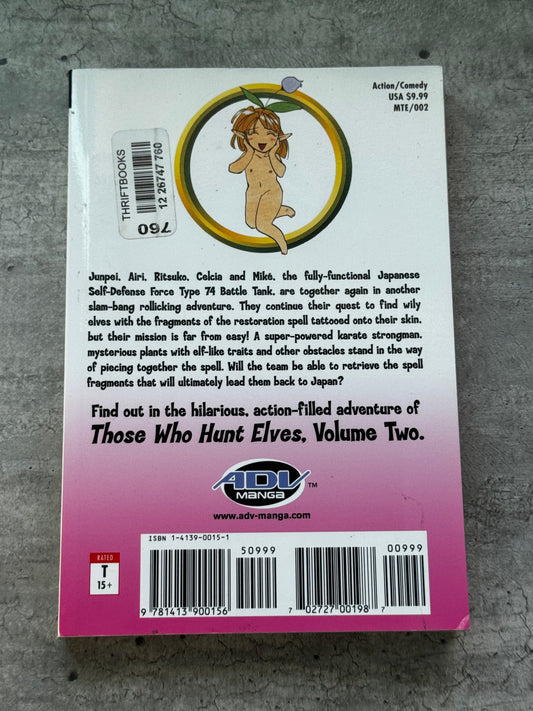 Action/Comedy
USA $9.99
MTE/002
THRIFTBOOKS
12 26747 760
760
Junpei, Airi, Ritsuko, Celcia and Mike, the fully-functional Japanese
Self-Defense Force Type 74 Battle Tank, are together again in another
slam-bang rollicking adventure. They continue their quest to find wily
elves with the fragments of the restoration spell tattooed onto their skin,
but their mission is far from easy! A super-powered karate strongman,
mysterious plants with elf-like traits and other obstacles stand in the way
of piecing together the spell. Will the team be able to retrieve the spell
fragments that will ultimately lead them back to Japan?
Find out in the hilarious, action-filled adventure of
Those Who Hunt Elves, Volume Two.
ADV
MANGA
TM
www.adv-manga.com
ISBN 1-4139-0015-1
50999
00999
RATED
T
15+
9 781413 900156
7 02727 00198 7